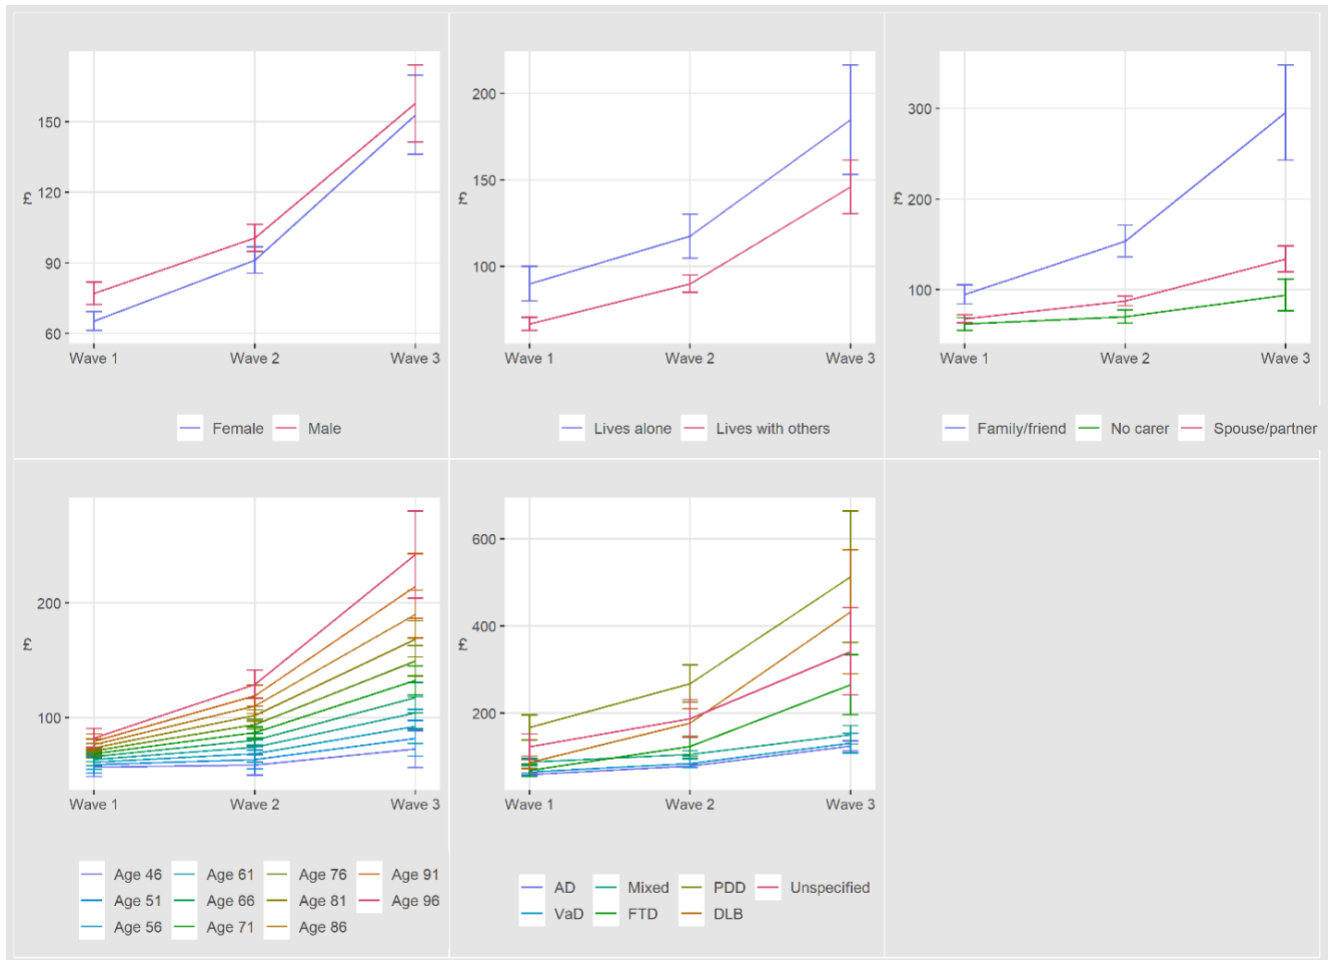 150
120
90
60
£
Wave 1 Wave 2 Wave 3
Female Male
200
150
100
£
Wave 1 Wave 2 Wave 3
Lives alone Lives with others
300
200
100
£
Wave 1 Wave 2 Wave 3
Family/friend No carer Spouse/partner
200
100
£
Wave 1 Wave 2 Wave 3
Age 46 Age 61 Age 76 Age 91
Age 51 Age 66 Age 81 Age 96
Age 56 Age 71 Age 86
600
400
200
£
Wave 1 Wave 2 Wave 3
AD Mixed PDD Unspecified
VaD FTD DLB